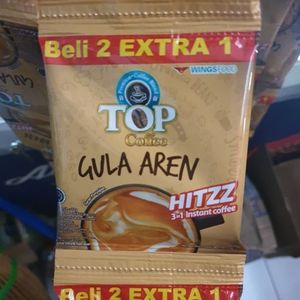 Beli 2 EXTRA 1
WINGSFOOD
TOP
Coffee
GULA AREN
HITZZ
3in1 Instant coffee
Beli 2 EXTRA 1